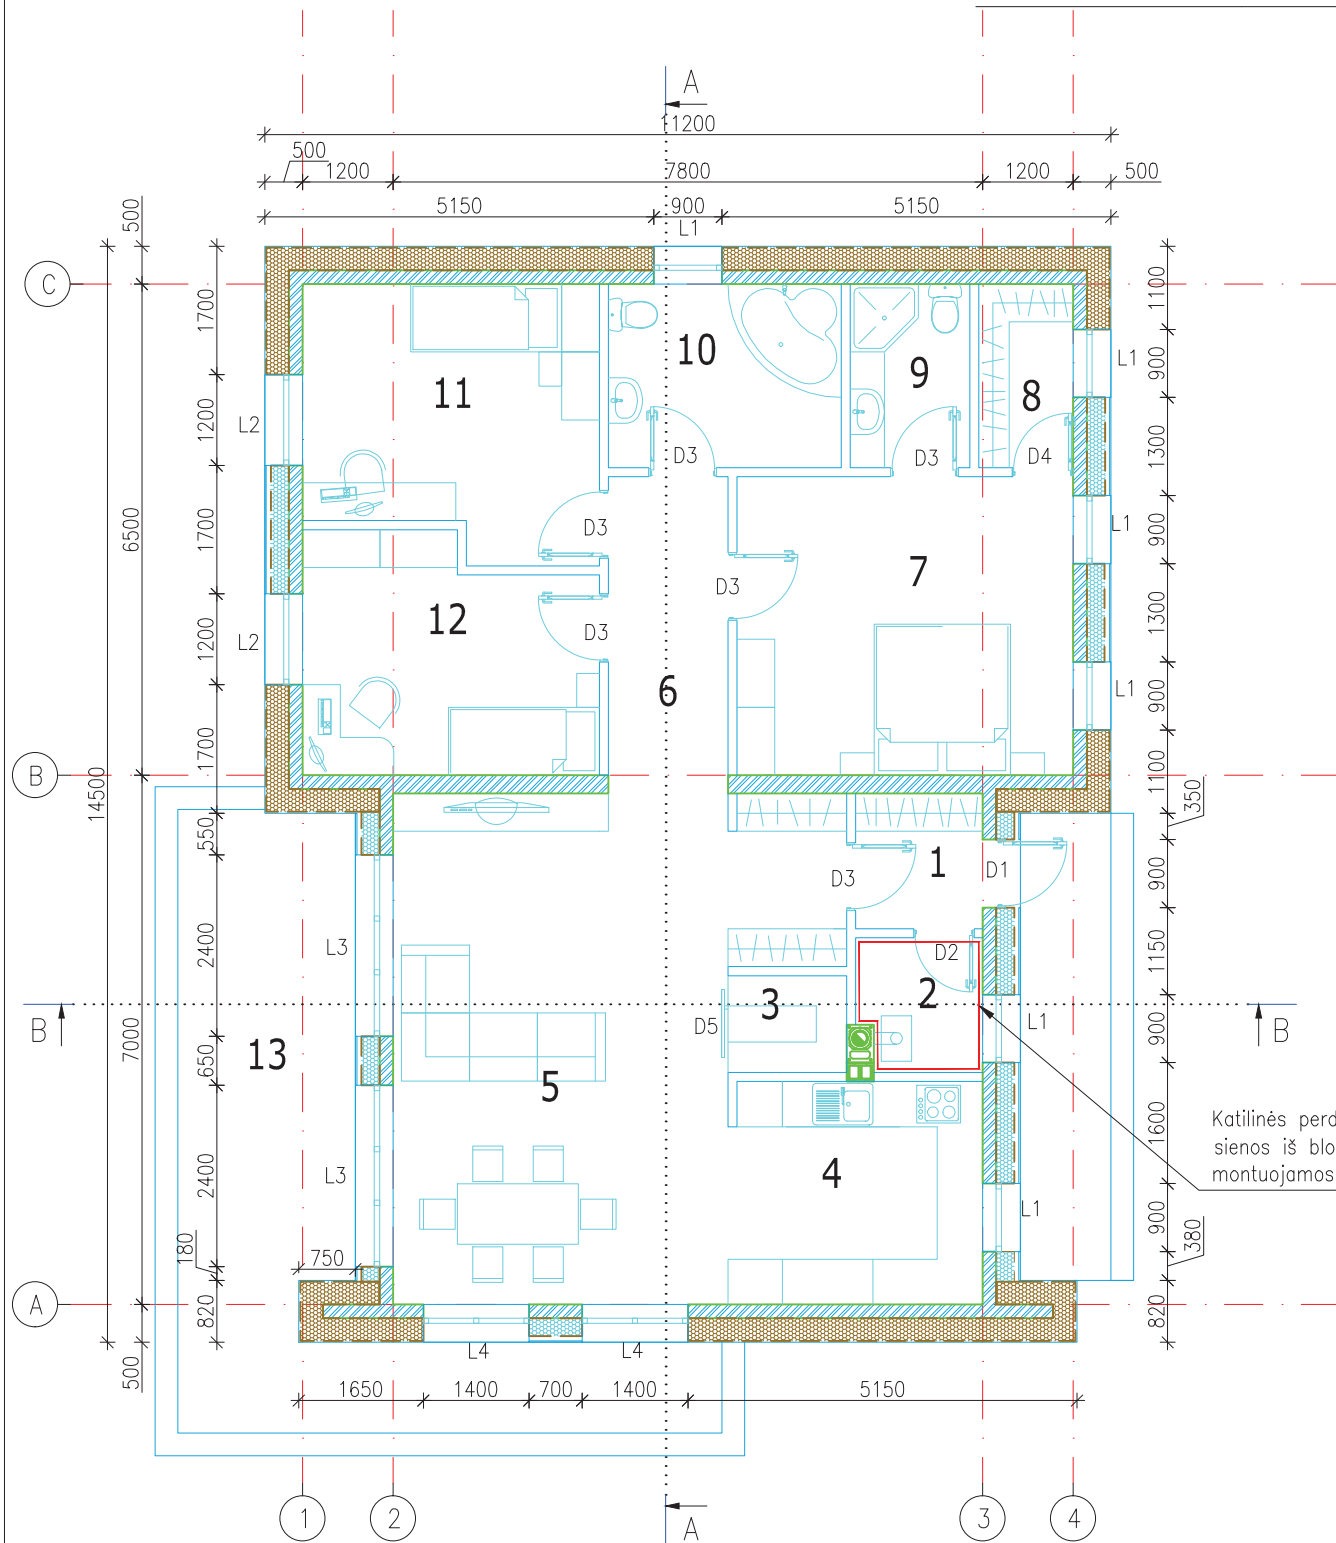 A
11200
500
1200
7800
1200
500
5150
900
5150
L1
500
C
1700
1100
11
10
9
8
L1
900
L2
1200
D3
D3
D4
1300
6500
1700
D3
L1
900
7
D3
12
D3
L2
1200
1300
6
L1
900
1700
B
14500
1100
350
550
D3
1
D1
900
2400
L3
D2
1150
3
2
B
D5
L1
B
900
7000
13
650
5
1600
Katilinės perd
sienos iš blo
montuojamos
4
L3
2400
L1
900
380
180
750
A
820
820
L4
L4
500
1650
1400
700
1400
5150
1
2
A
3
4